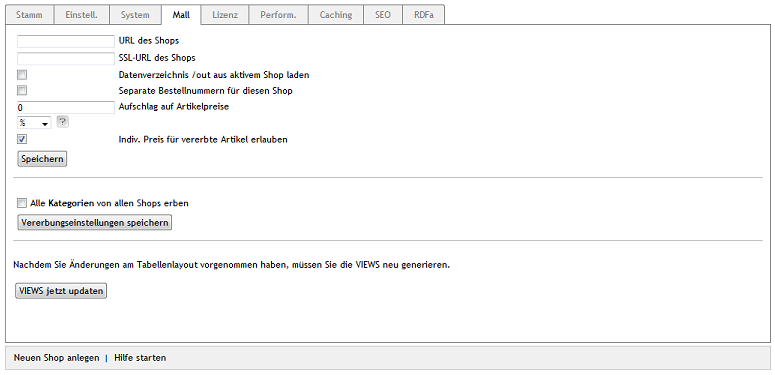 Stamm Einstell. System Mall Lizenz Perform. Caching SEO RDFa
URL des Shops
SSL-URL des Shops
Datenverzeichnis /out aus aktivem Shop laden
Separate Bestellnummern für diesen Shop
0 Aufschlag auf Artikelpreise
% ?
Indiv. Preis für vererbte Artikel erlauben
Speichern
Alle Kategorien von allen Shops erben
Vererbungseinstellungen speichern
Nachdem Sie Änderungen am Tabellenlayout vorgenommen haben, müssen Sie die VIEWS neu generieren.
VIEWS jetzt updaten
Neuen Shop anlegen | Hilfe starten